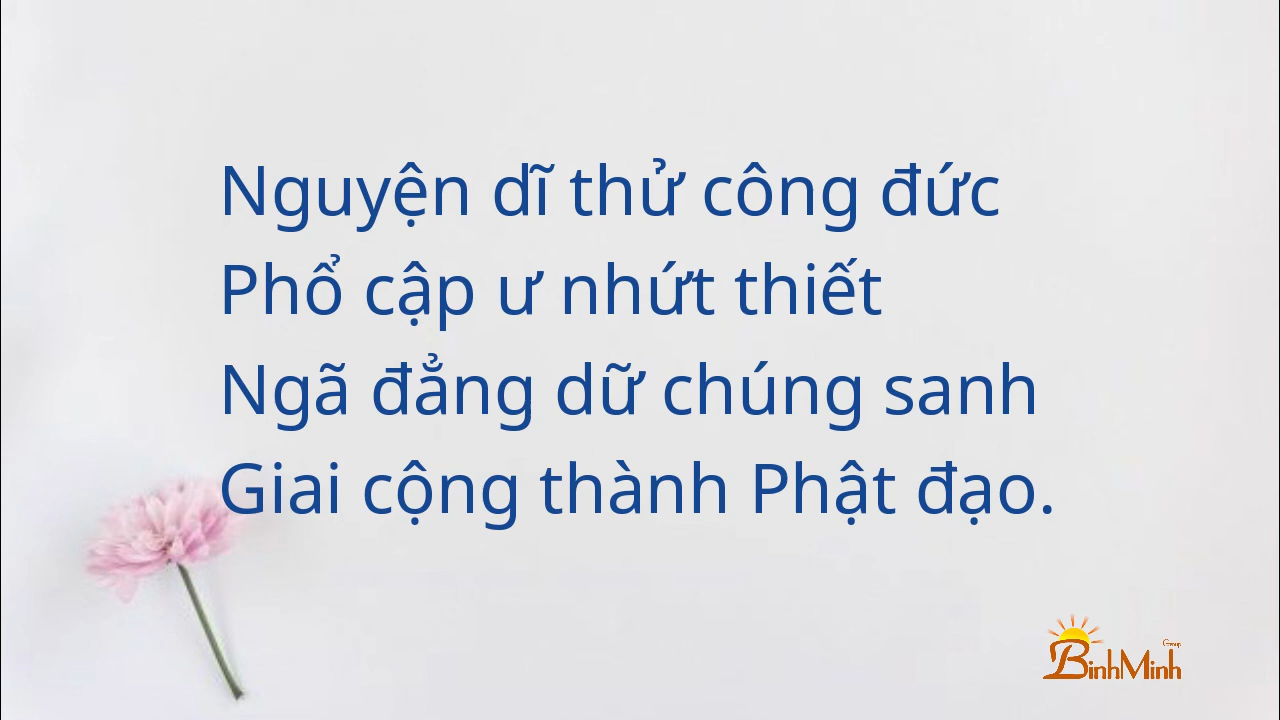 Nguyện dĩ thử công đức
Phổ cập ư nhứt thiết
Ngã đẳng dữ chúng sanh
Giai cộng thành Phật đạo.
Group
BinhMinh